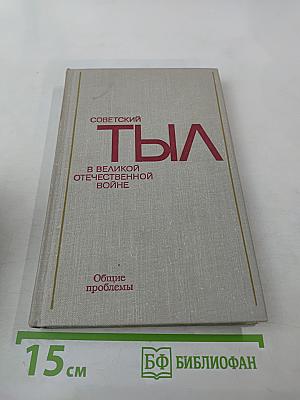 СОВЕТСКИЙ
ТЫЛ
В ВЕЛИКОЙ
ОТЕЧЕСТВЕННОЙ
ВОЙНЕ
Общие
проблемы
15 см
БФ БИБЛИОФАН